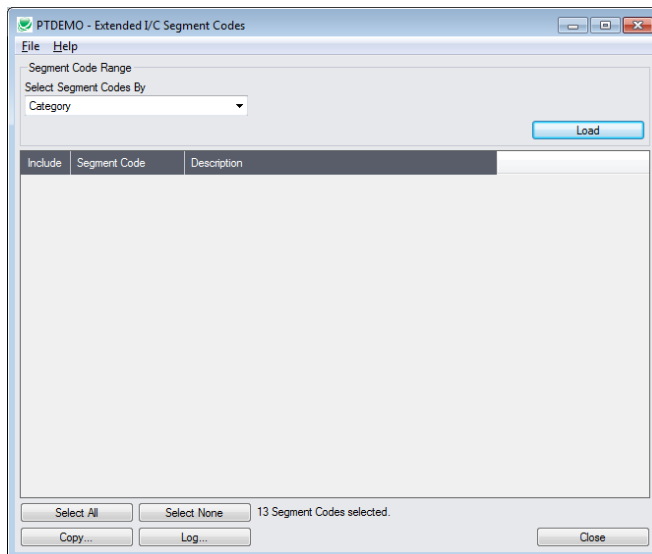 PTDEMO - Extended I/C Segment Codes
File Help
Segment Code Range
Select Segment Codes By
Category
Load
Include Segment Code Description
Select All Select None 13 Segment Codes selected.
Copy... Log... Close